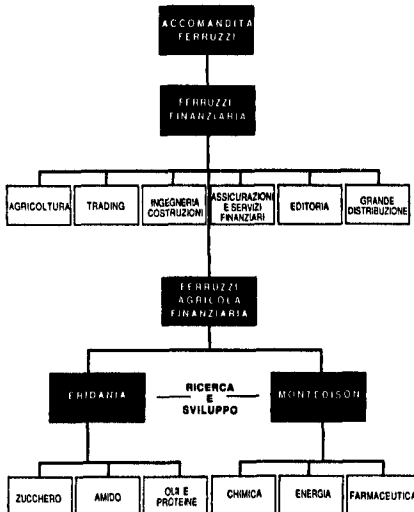 ACCOMANDITA
FERRUZZI
FERRUZZI
FINANZIARIA
AGRICOLTURA
TRADING
INGEGNERIA
COSTRUZIONI
ASSICURAZIONI
E SERVIZI
FINANZIARI
EDITORIA
GRANDE
DISTRIBUZIONE
FERRUZZI
AGRICOLA
FINANZIARIA
ERIDANIA
RICERCA
E
SVILUPPO
MONTEDISON
ZUCCHERO
AMIDO
OLII E
PROTEINE
CHIMICA
ENERGIA
FARMACEUTICA